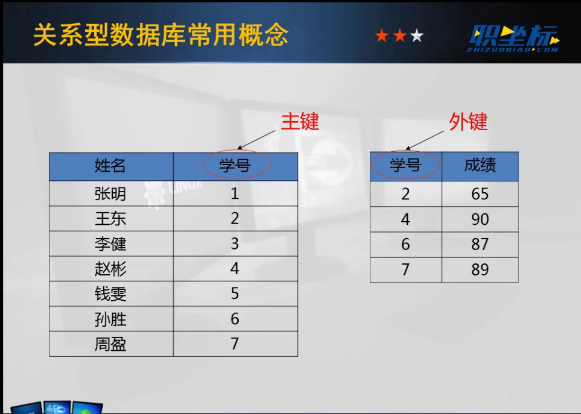 关系型数据库常用概念
职坐标
ZHIZUOBIAO.COM
主键
外键
姓名 学号
张明 1
王东 2
李健 3
赵彬 4
钱雯 5
孙胜 6
周盈 7
学号 成绩
2 65
4 90
6 87
7 89
LINUX